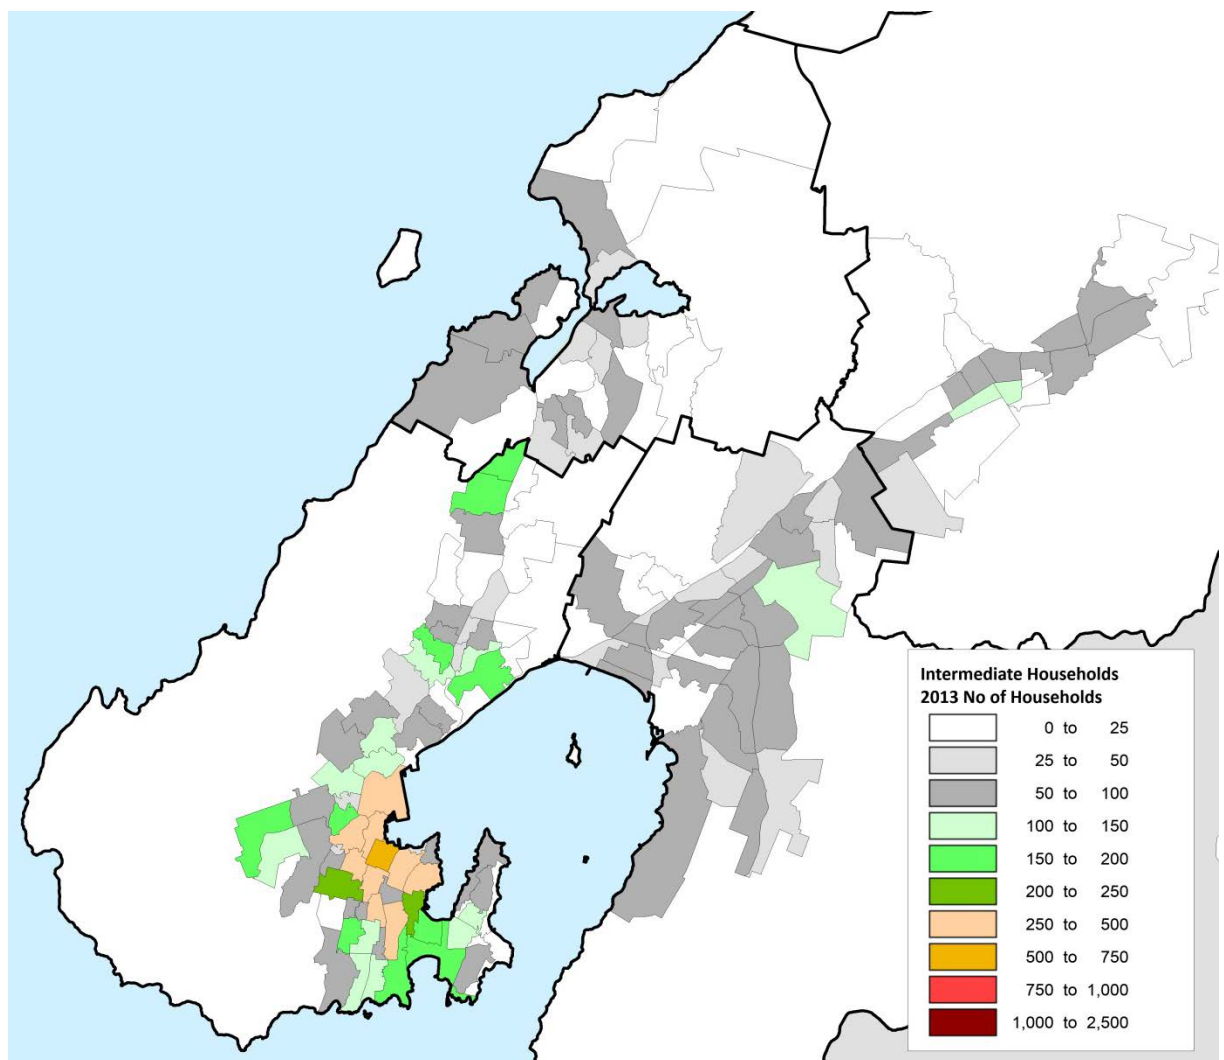 Intermediate Households
2013 No of Households
0 to 25
25 to 50
50 to 100
100 to 150
150 to 200
200 to 250
250 to 500
500 to 750
750 to 1,000
1,000 to 2,500